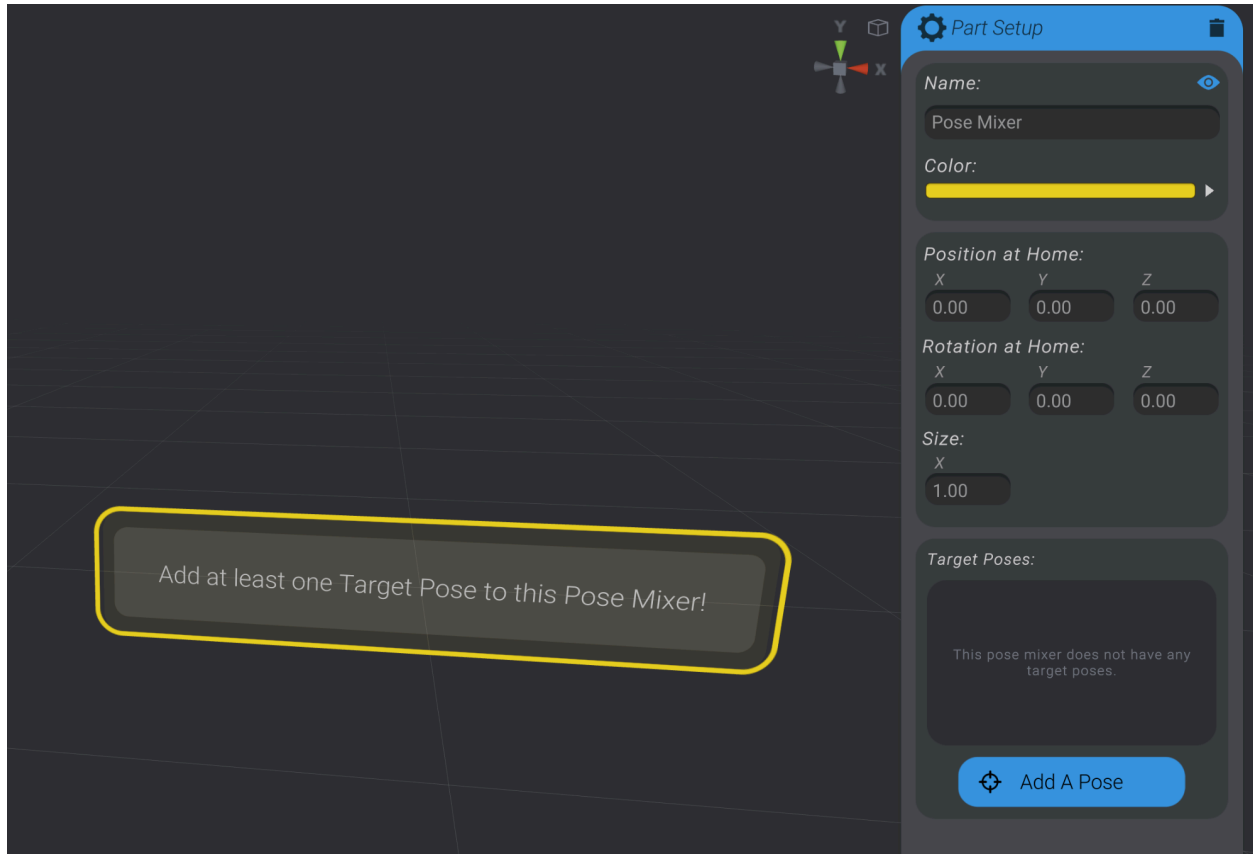 Y
X
Part Setup
Name:
Pose Mixer
Color:
Position at Home:
X Y Z
0.00 0.00 0.00
Rotation at Home:
X Y Z
0.00 0.00 0.00
Size:
X
1.00
Add at least one Target Pose to this Pose Mixer!
Target Poses:
This pose mixer does not have any
target poses.
Add A Pose